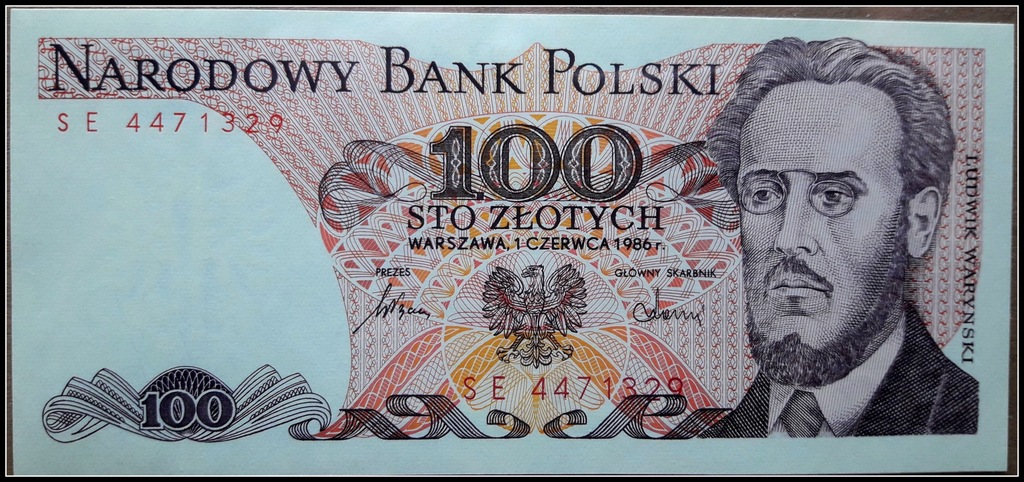 NARODOWY BANK POLSKI
SE 4471329
100
STO ZŁOTYCH
WARSZAWA, 1 CZERWCA 1986 r.
PREZES
GŁÓWNY SKARBNIK
LUDWIK WARYŃSKI
SE 4471329
100